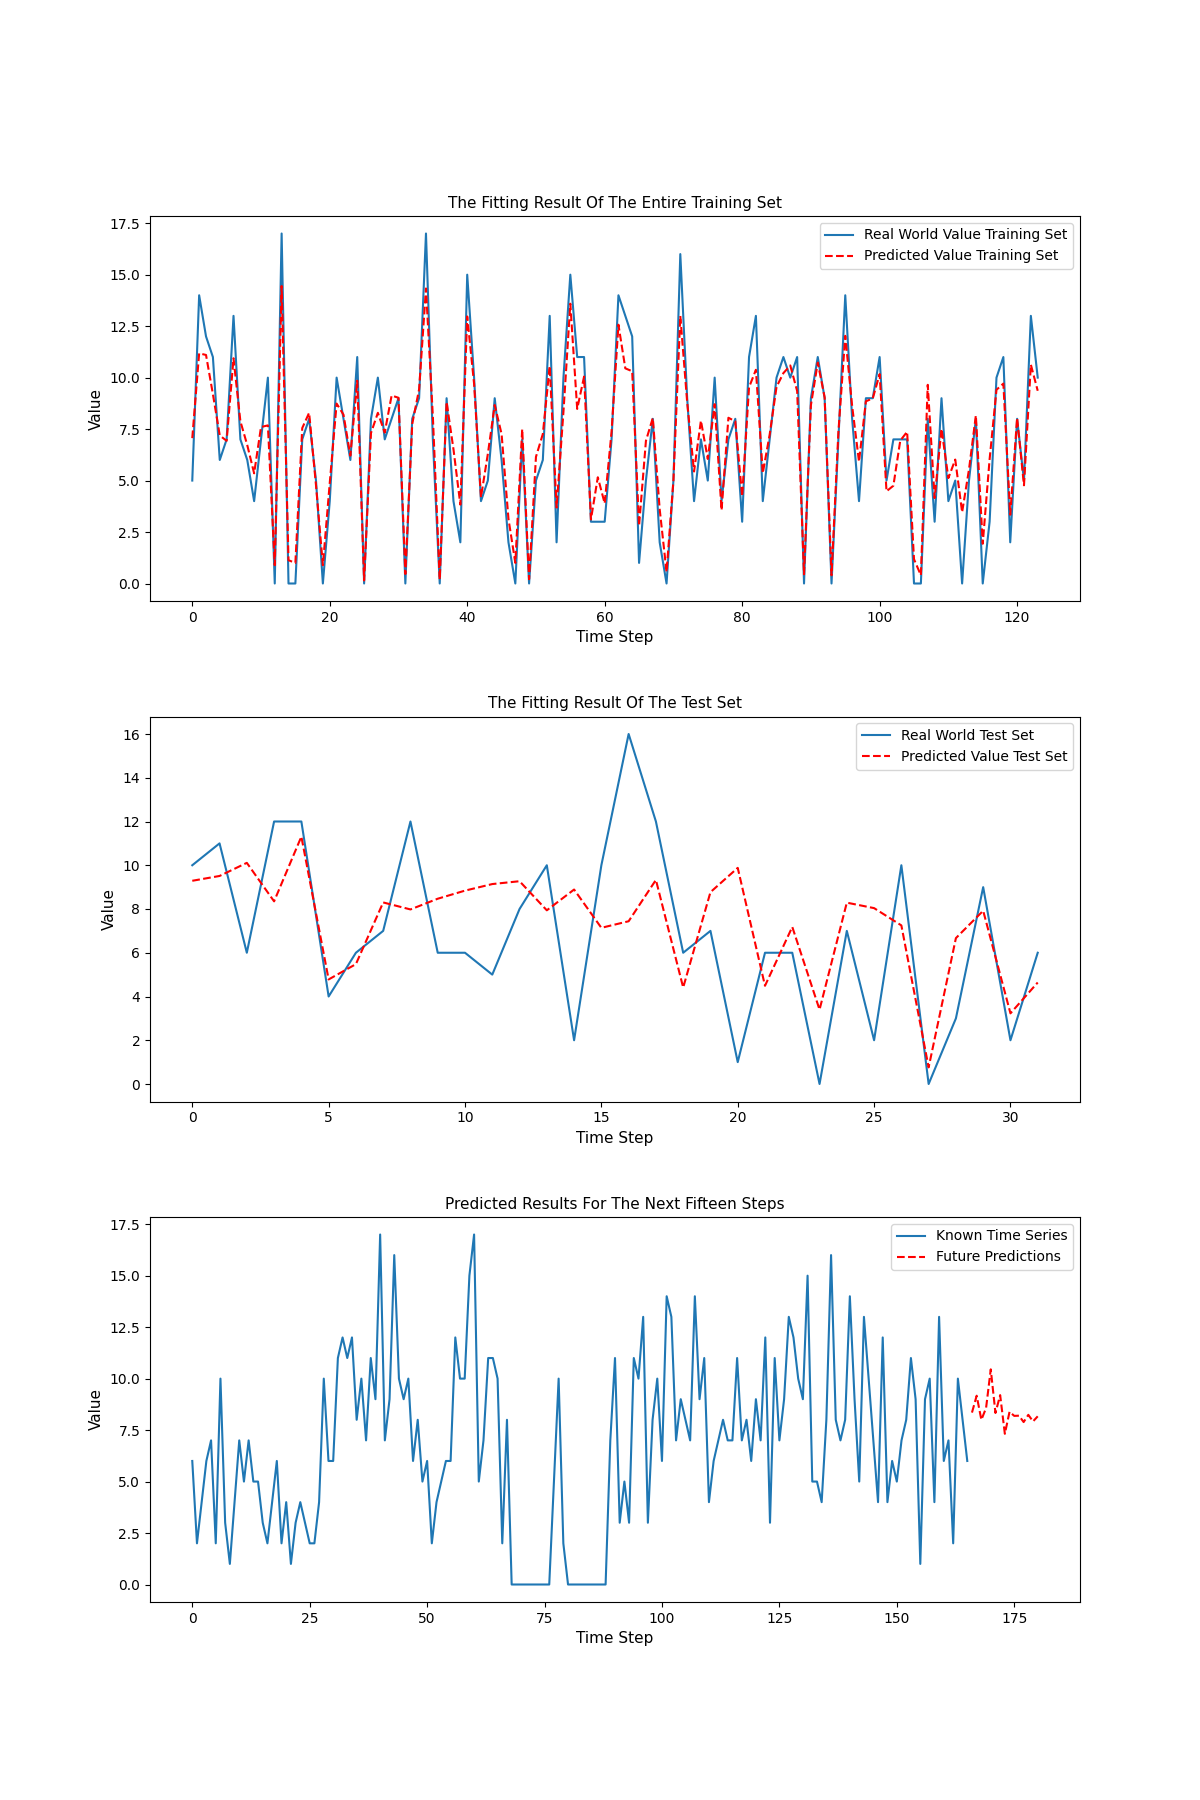 The Fitting Result Of The Entire Training Set
17.5
15.0
12.5
10.0
7.5
5.0
2.5
0.0
Value
Real World Value Training Set
Predicted Value Training Set
0 20 40 60 80 100 120
Time Step
The Fitting Result Of The Test Set
16
14
12
10
8
6
4
2
0
Value
Real World Test Set
Predicted Value Test Set
0 5 10 15 20 25 30
Time Step
Predicted Results For The Next Fifteen Steps
17.5
15.0
12.5
10.0
7.5
5.0
2.5
0.0
Value
Known Time Series
Future Predictions
0 25 50 75 100 125 150 175
Time Step